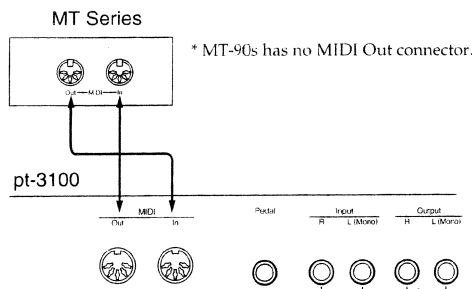 MT Series
* MT-90s has no MIDI Out connector.
Out MIDI In
pt-3100
MIDI
Out In
Pedal
Input
R L (Mono)
Output
R L (Mono)